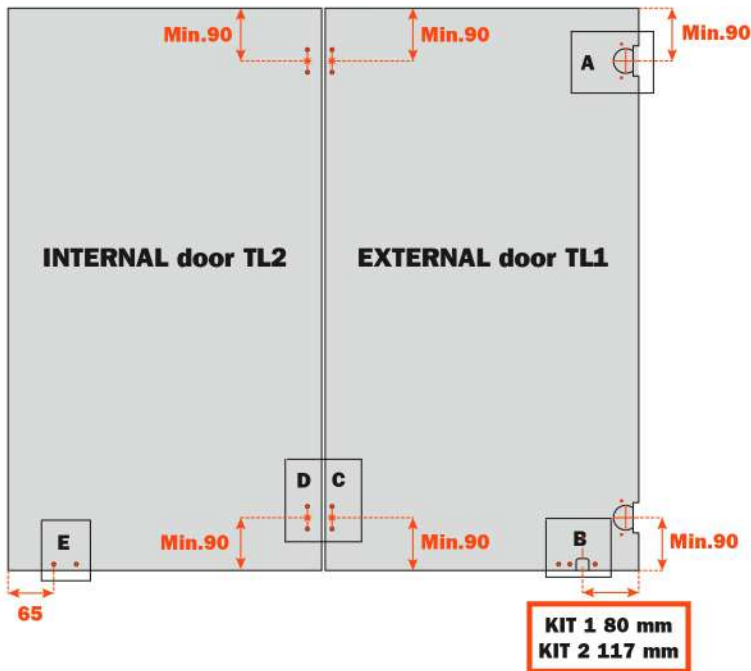 Min.90
Min.90
Min.90
A
INTERNAL door TL2
EXTERNAL door TL1
D
C
E
B
Min.90
Min.90
Min.90
65
KIT 1 80 mm
KIT 2 117 mm